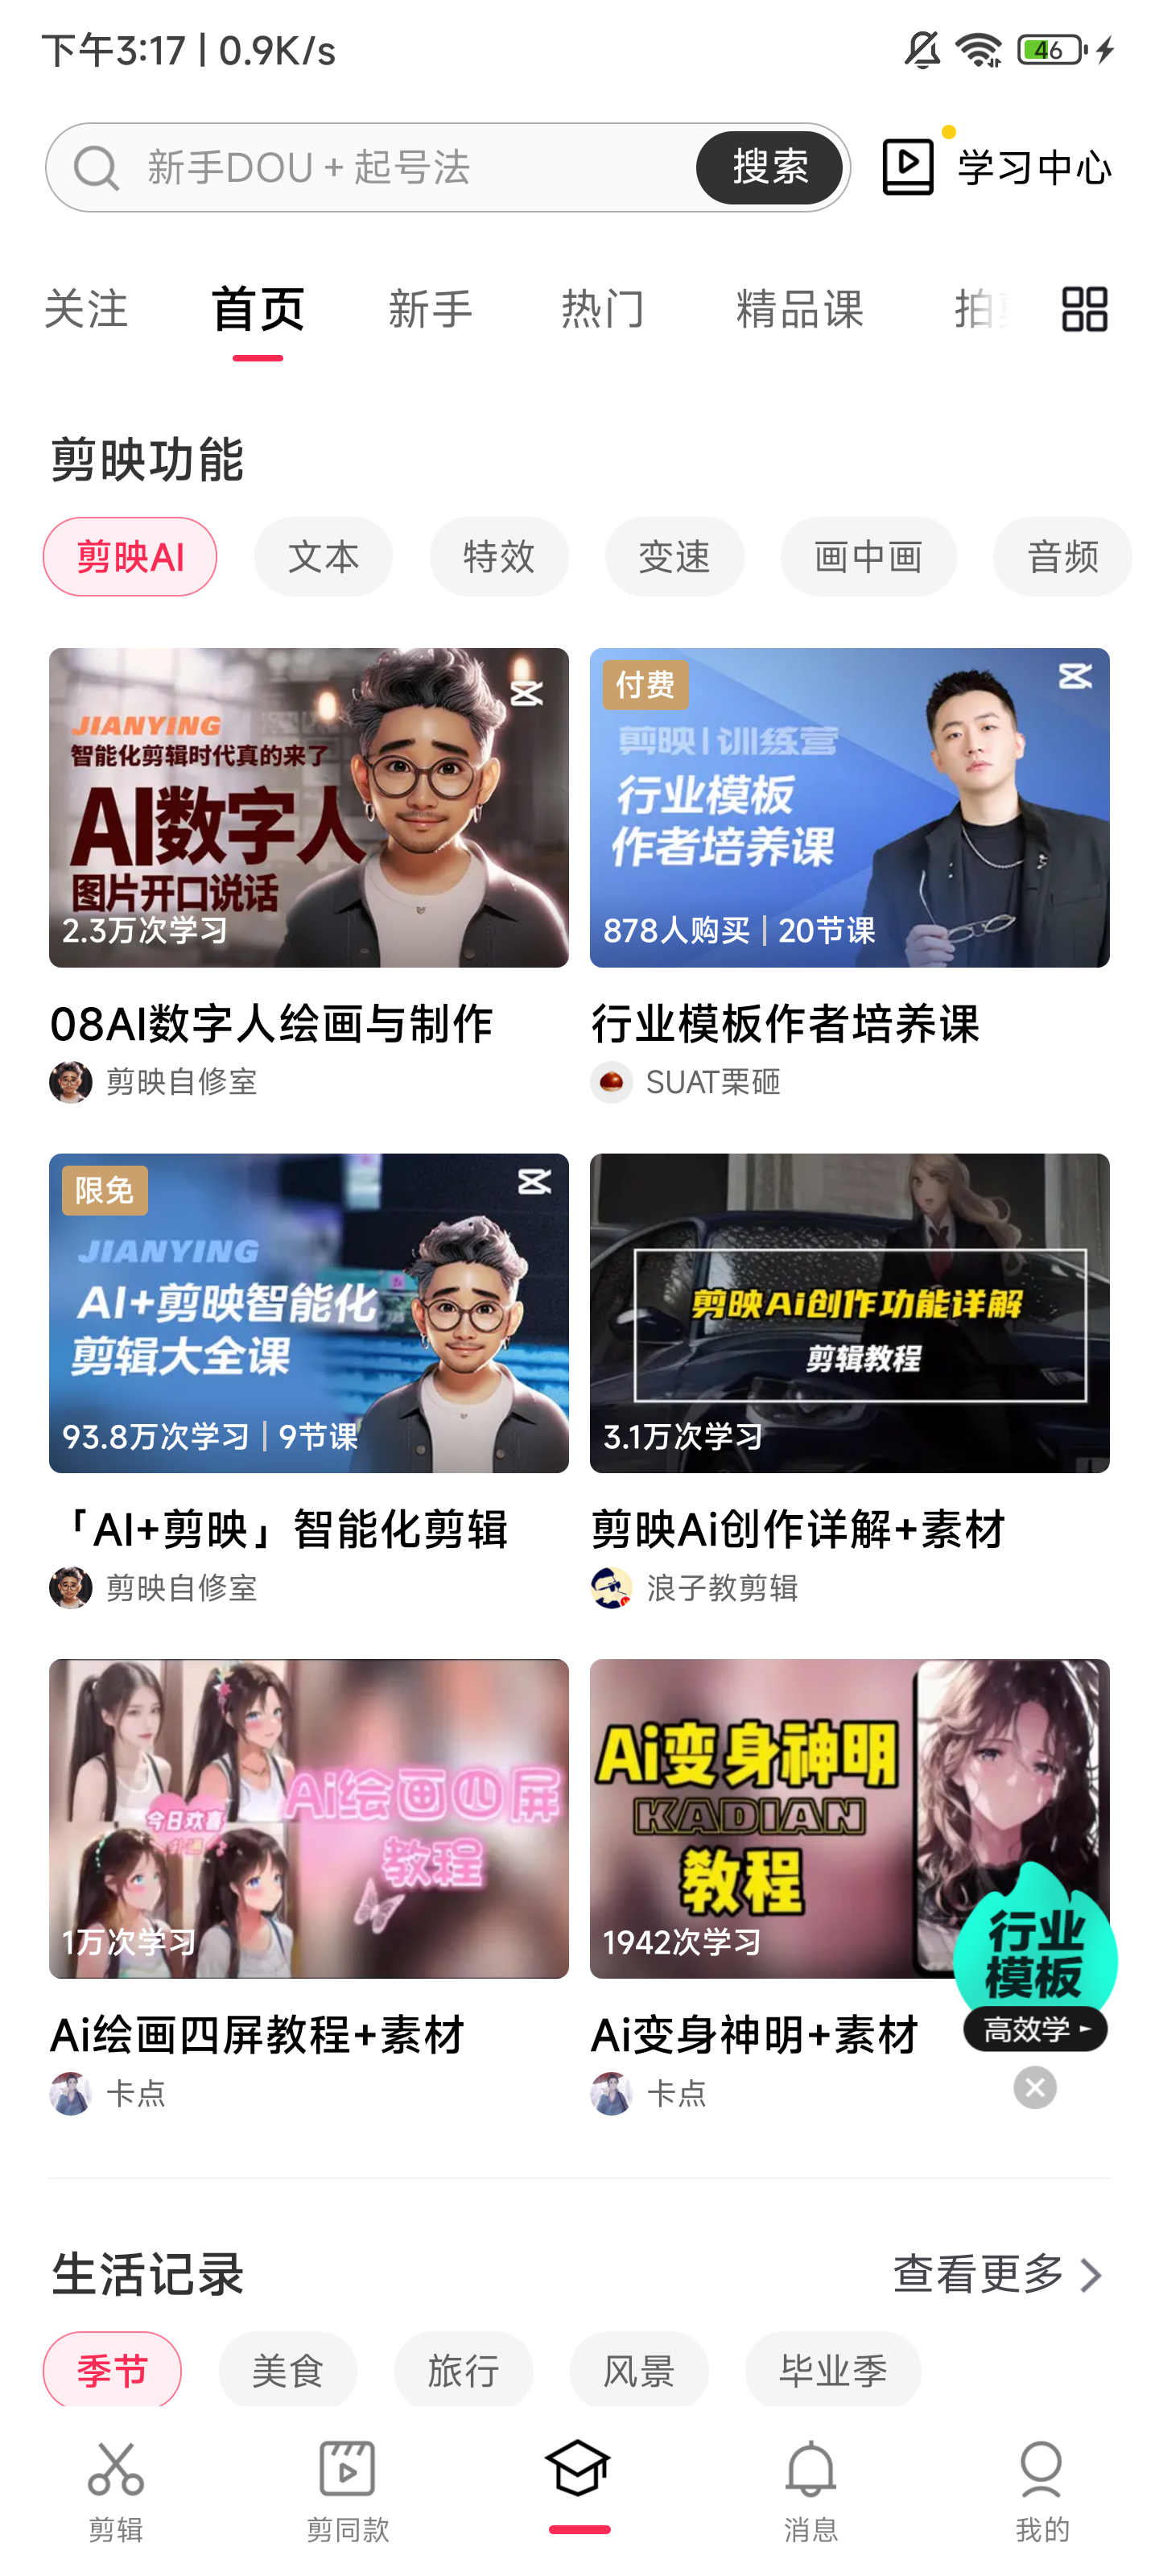 下午3:17 | 0.9K/s
46
新手DOU + 起号法
搜索
学习中心
关注 首页 新手 热门 精品课 拍
剪映功能
剪映AI 文本 特效 变速 画中画 音频
JIANYING
智能化剪辑时代真的来了
AI数字人
图片开口说话
2.3万次学习
付费
剪映|训练营
行业模板
作者培养课
878人购买 | 20节课
08AI数字人绘画与制作
剪映自修室
行业模板作者培养课
SUAT栗砸
限免
JIANYING
AI+剪映智能化
剪辑大全课
93.8万次学习 | 9节课
剪映Ai创作功能详解
剪辑教程
3.1万次学习
「AI+剪映」智能化剪辑
剪映自修室
剪映Ai创作详解+素材
浪子教剪辑
今日欢喜
Ai绘画四屏
教程
1万次学习
Ai变身神明
KADIAN
教程
1942次学习
Ai绘画四屏教程+素材
卡点
Ai变身神明+素材
卡点
行业
模板
高效学
生活记录
查看更多
季节 美食 旅行 风景 毕业季
剪辑 剪同款 消息 我的